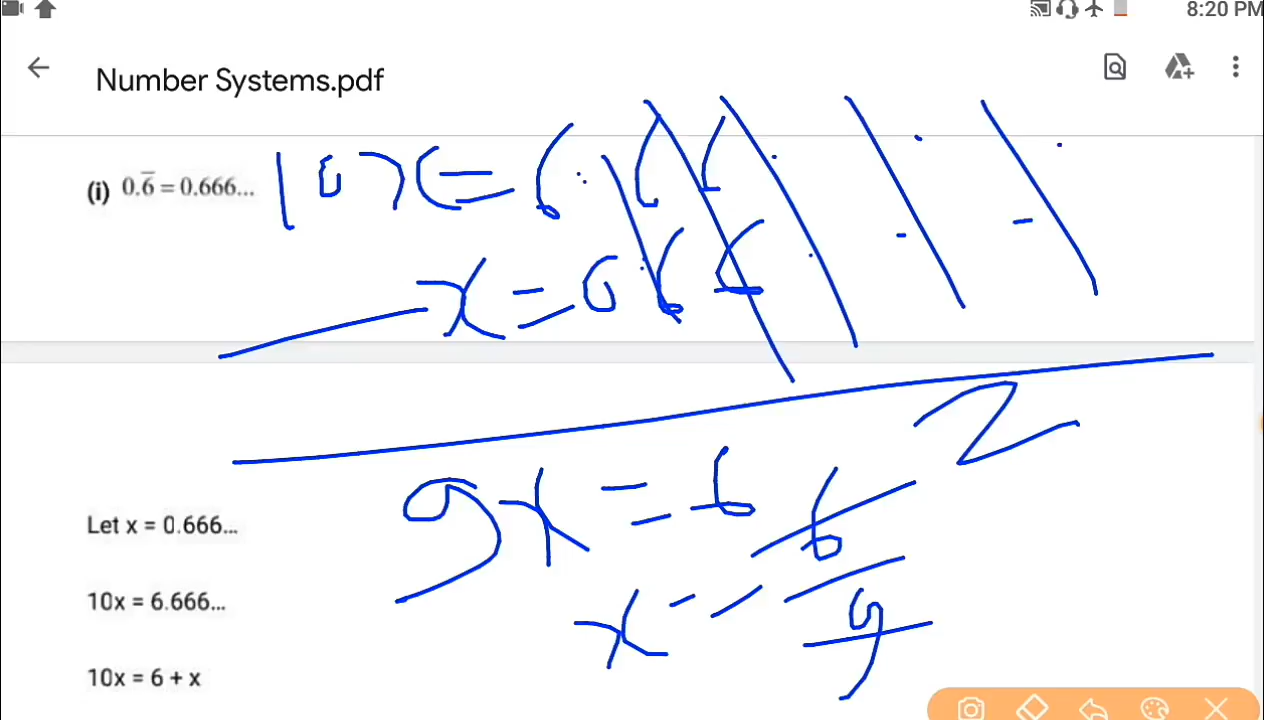 8:20 PM
Number Systems.pdf
(i) 0.6̅ = 0.666...
10x = 6.66
x = 0.66
2
9x = 6
6
x = 9
Let x = 0.666...
10x = 6.666...
10x = 6 + x